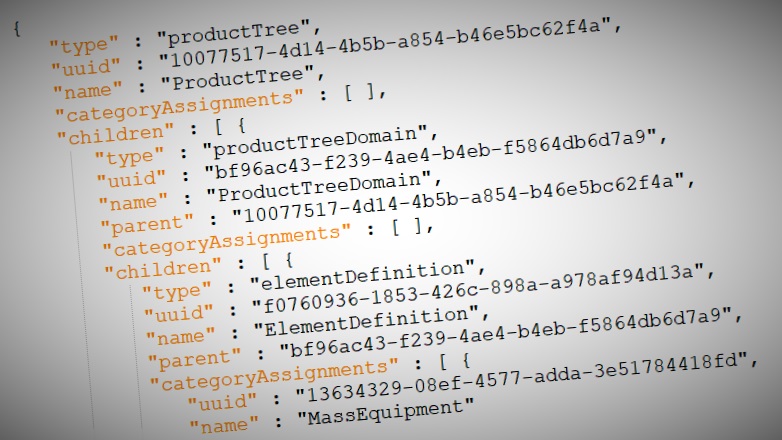 {
"type" : "productTree",
"uuid" : "10077517-4d14-4b5b-a854-b46e5bc62f4a",
"name" : "ProductTree",
"categoryAssignments" : [ ],
"children" : [ {
"type" : "productTreeDomain",
"uuid" : "bf96ac43-f239-4ae4-b4eb-f5864db6d7a9",
"name" : "ProductTreeDomain",
"parent" : "10077517-4d14-4b5b-a854-b46e5bc62f4a",
"categoryAssignments" : [ ],
"children" : [ {
"type" : "elementDefinition",
"uuid" : "f0760936-1853-426c-898a-a978af94d13a",
"name" : "ElementDefinition",
"parent" : "bf96ac43-f239-4ae4-b4eb-f5864db6d7a9",
"categoryAssignments" : [ {
"uuid" : "13634329-08ef-4577-adda-3e51784418fd",
"name" : "MassEquipment"